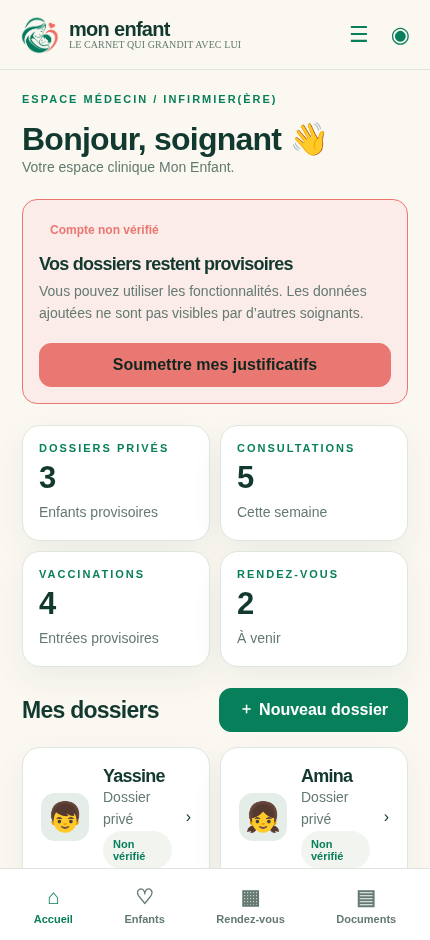 mon enfant
LE CARNET QUI GRANDIT AVEC LUI
ESPACE MÉDECIN / INFIRMIER(ÈRE)
Bonjour, soignant 👋
Votre espace clinique Mon Enfant.
Compte non vérifié
Vos dossiers restent provisoires
Vous pouvez utiliser les fonctionnalités. Les données
ajoutées ne sont pas visibles par d’autres soignants.
Soumettre mes justificatifs
DOSSIERS PRIVÉS
3
Enfants provisoires
CONSULTATIONS
5
Cette semaine
VACCINATIONS
4
Entrées provisoires
RENDEZ-VOUS
2
À venir
Mes dossiers
+ Nouveau dossier
Yassine
Dossier
privé
Non
vérifié
›
Amina
Dossier
privé
Non
vérifié
›
Accueil
Enfants
Rendez-vous
Documents